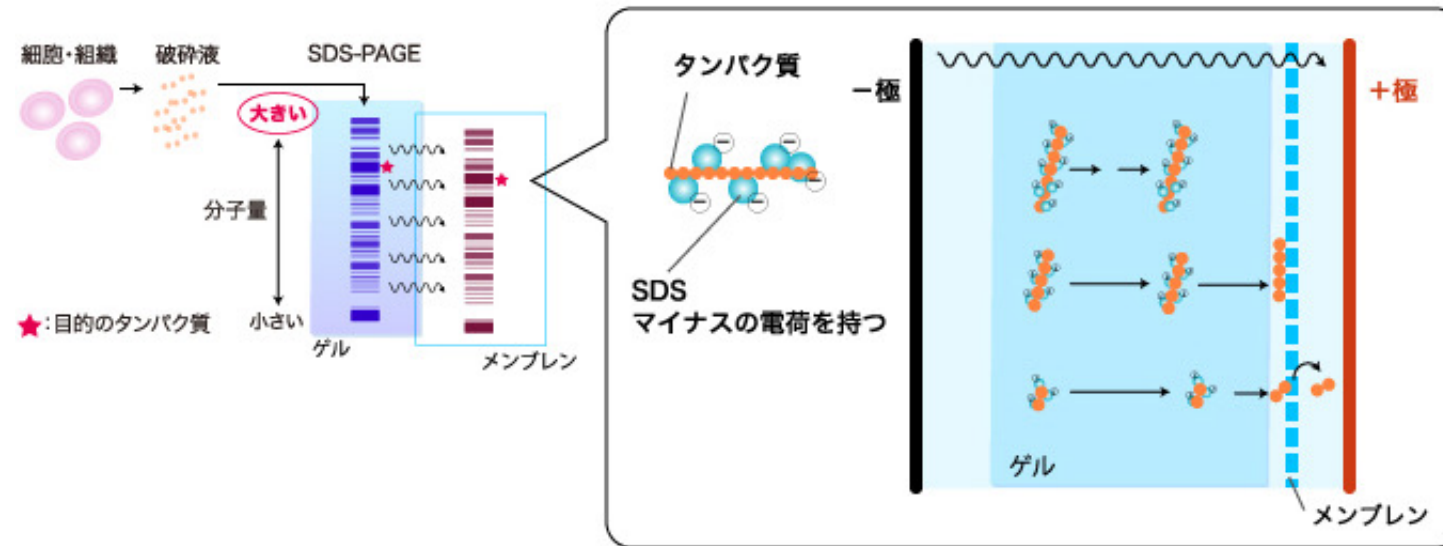 細胞・組織
破砕液
SDS-PAGE
大きい
分子量
小さい
★:目的のタンパク質
ゲル
メンブレン
タンパク質
SDS
マイナスの電荷を持つ
ー極
＋極
ゲル
メンブレン